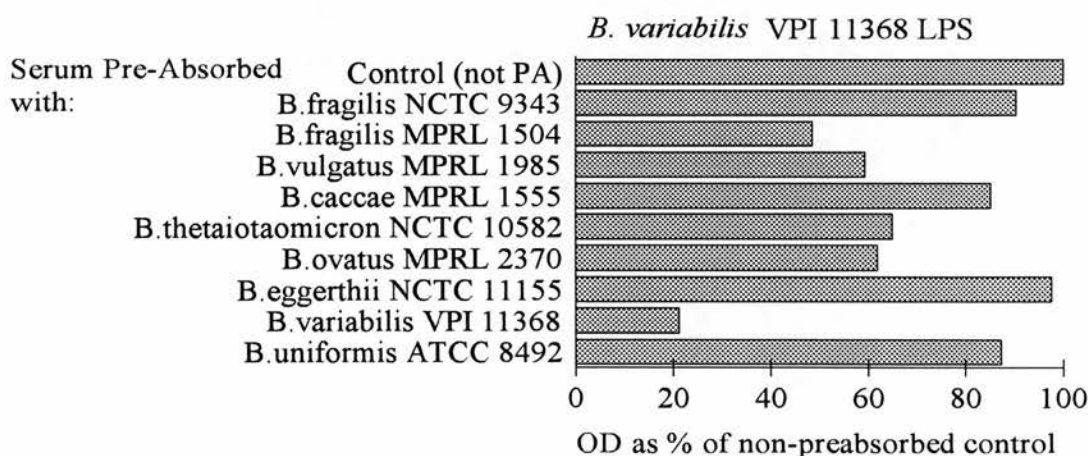 B. variabilis VPI 11368 LPS
Serum Pre-Absorbed
with:
Control (not PA)
B.fragilis NCTC 9343
B.fragilis MPRL 1504
B.vulgatus MPRL 1985
B.caccae MPRL 1555
B.thetaiotaomicron NCTC 10582
B.ovatus MPRL 2370
B.eggerthii NCTC 11155
B.variabilis VPI 11368
B.uniformis ATCC 8492
0 20 40 60 80 100
OD as % of non-preabsorbed control